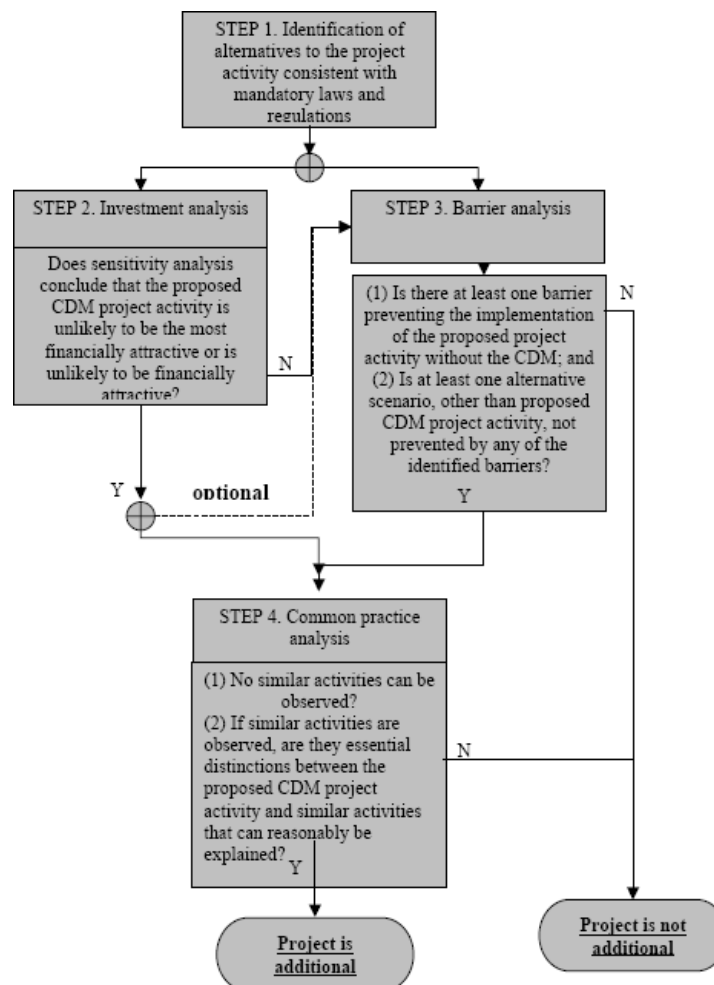 STEP 1. Identification of
alternatives to the project
activity consistent with
mandatory laws and
regulations
STEP 2. Investment analysis
Does sensitivity analysis
conclude that the proposed
CDM project activity is
unlikely to be the most
financially attractive or is
unlikely to be financially
attractive?
N
Y
optional
STEP 3. Barrier analysis
(1) Is there at least one barrier
preventing the implementation
of the proposed project
activity without the CDM; and
(2) Is at least one alternative
scenario, other than proposed
CDM project activity, not
prevented by any of the
identified barriers?
Y
N
STEP 4. Common practice
analysis
(1) No similar activities can be
observed?
(2) If similar activities are
observed, are they essential
distinctions between the
proposed CDM project
activity and similar activities
that can reasonably be
explained?
Y
N
Project is
additional
Project is not
additional